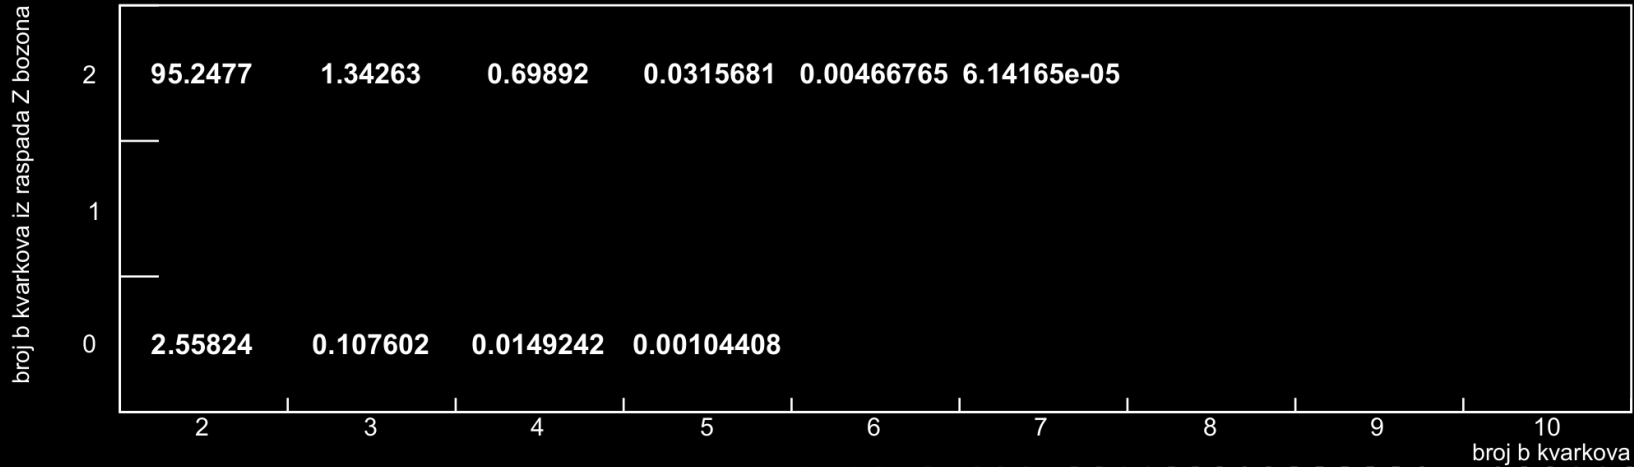 broj b kvarkova iz raspada Z bozona
2 95.2477 1.34263 0.69892 0.0315681 0.00466765 6.14165e-05
1
0 2.55824 0.107602 0.0149242 0.00104408
2 3 4 5 6 7 8 9 10
broj b kvarkova